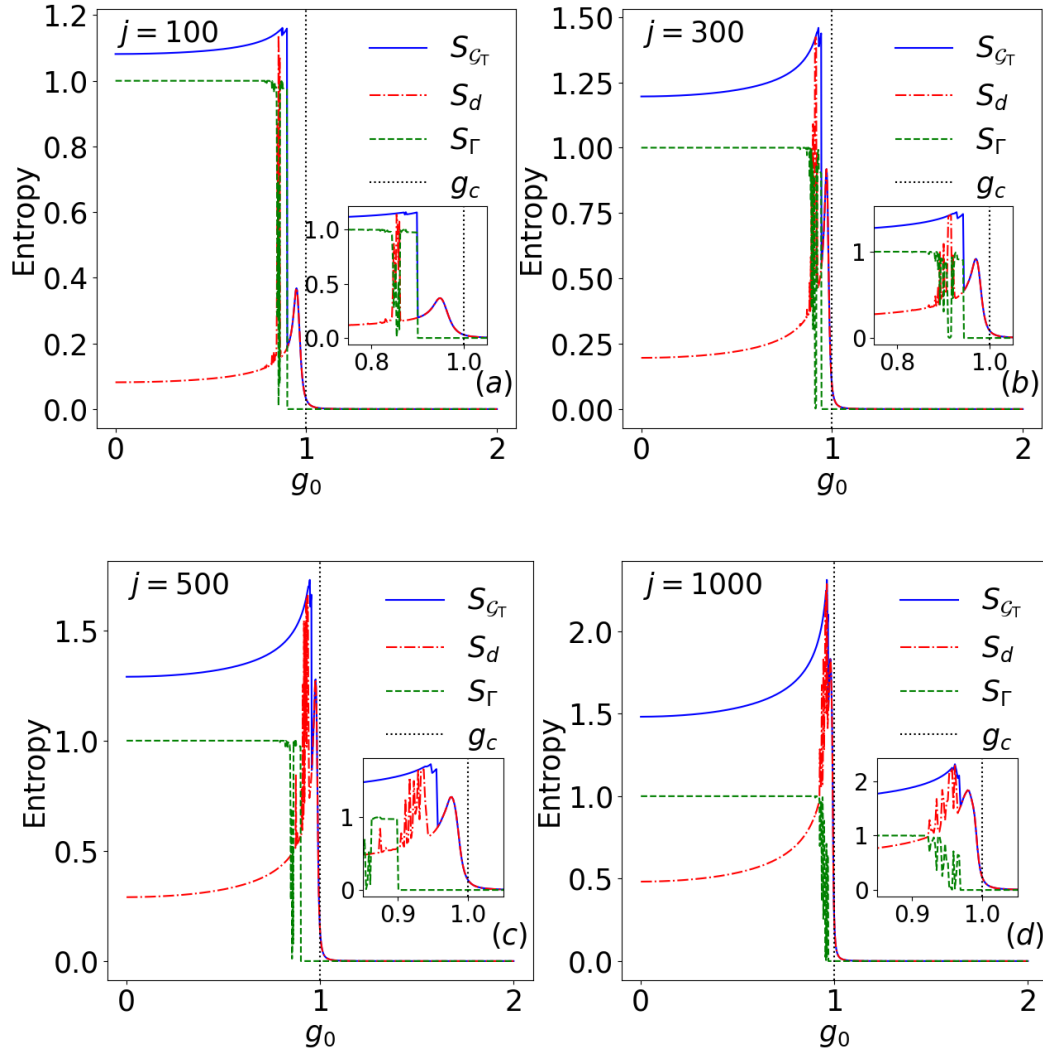 j = 100
1.2
1.0
0.8
0.6
0.4
0.2
0.0
Entropy
S_{𝒢_T}
S_d
S_Γ
g_c
1.0
0.5
0.0
0.8 1.0
(a)
0 1 2
g_0
j = 300
1.50
1.25
1.00
0.75
0.50
0.25
0.00
Entropy
S_{𝒢_T}
S_d
S_Γ
g_c
1
0
0.8 1.0
(b)
0 1 2
g_0
j = 500
1.5
1.0
0.5
0.0
Entropy
S_{𝒢_T}
S_d
S_Γ
g_c
1
0
0.9 1.0
(c)
0 1 2
g_0
j = 1000
2.0
1.5
1.0
0.5
0.0
Entropy
S_{𝒢_T}
S_d
S_Γ
g_c
2
1
0
0.9 1.0
(d)
0 1 2
g_0